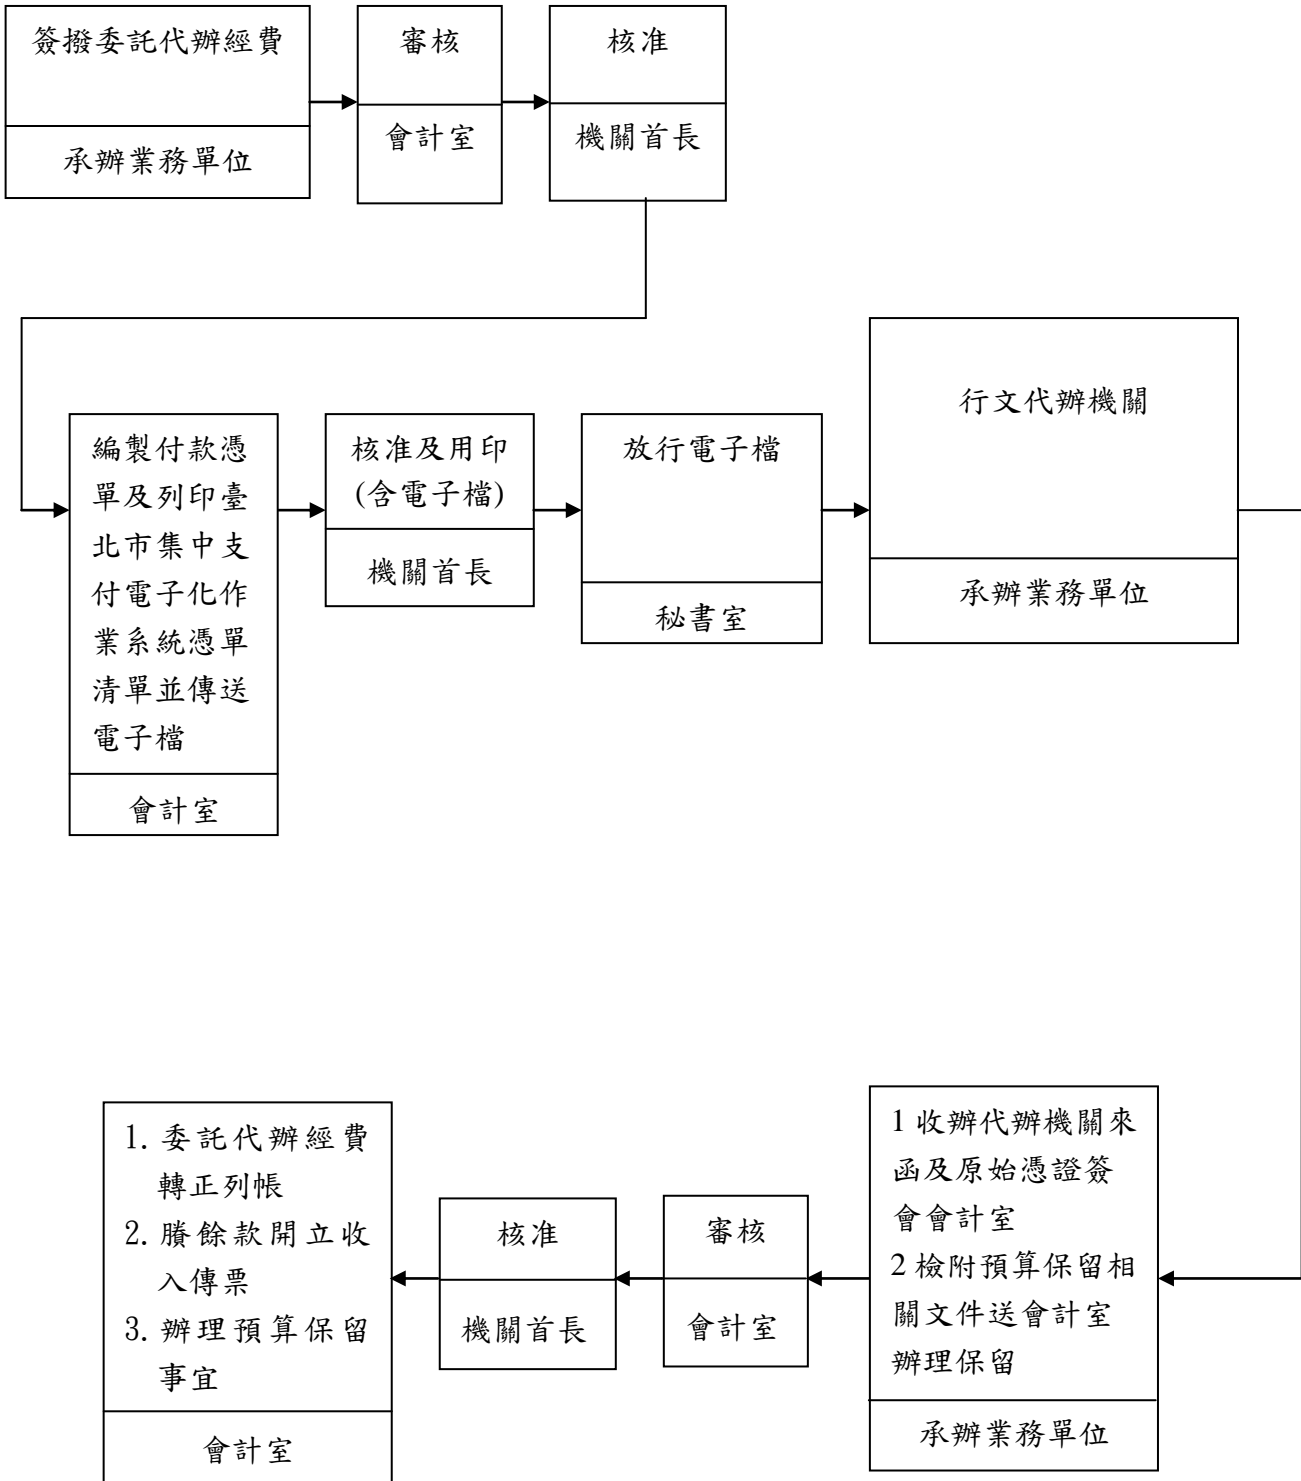 簽撥委託代辦經費
承辦業務單位
審核
會計室
核准
機關首長
編製付款憑
單及列印臺
北市集中支
付電子化作
業系統憑單
清單並傳送
電子檔
會計室
核准及用印
(含電子檔)
機關首長
放行電子檔
秘書室
行文代辦機關
承辦業務單位
1 收辦代辦機關來
函及原始憑證簽
會會計室
2 檢附預算保留相
關文件送會計室
辦理保留
承辦業務單位
審核
會計室
核准
機關首長
1. 委託代辦經費
轉正列帳
2. 賸餘款開立收
入傳票
3. 辦理預算保留
事宜
會計室